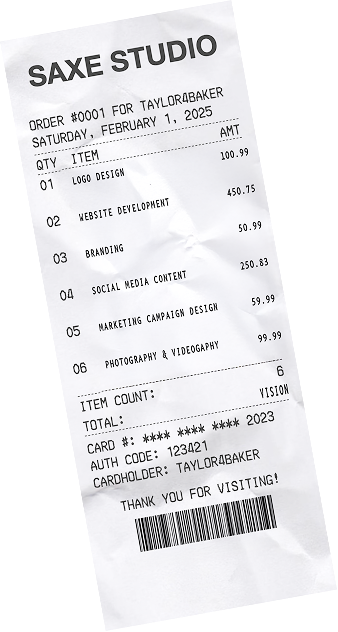 SAXE STUDIO
ORDER #0001 FOR TAYLOR4BAKER
SATURDAY, FEBRUARY 1, 2025
QTY ITEM AMT
01 LOGO DESIGN 100.99
02 WEBSITE DEVELOPMENT 450.75
03 BRANDING 50.99
04 SOCIAL MEDIA CONTENT 250.83
05 MARKETING CAMPAIGN DESIGN 59.99
06 PHOTOGRAPHY & VIDEOGAPHY 99.99
ITEM COUNT: 6
TOTAL: VISION
CARD #: **** **** **** 2023
AUTH CODE: 123421
CARDHOLDER: TAYLOR4BAKER
THANK YOU FOR VISITING!